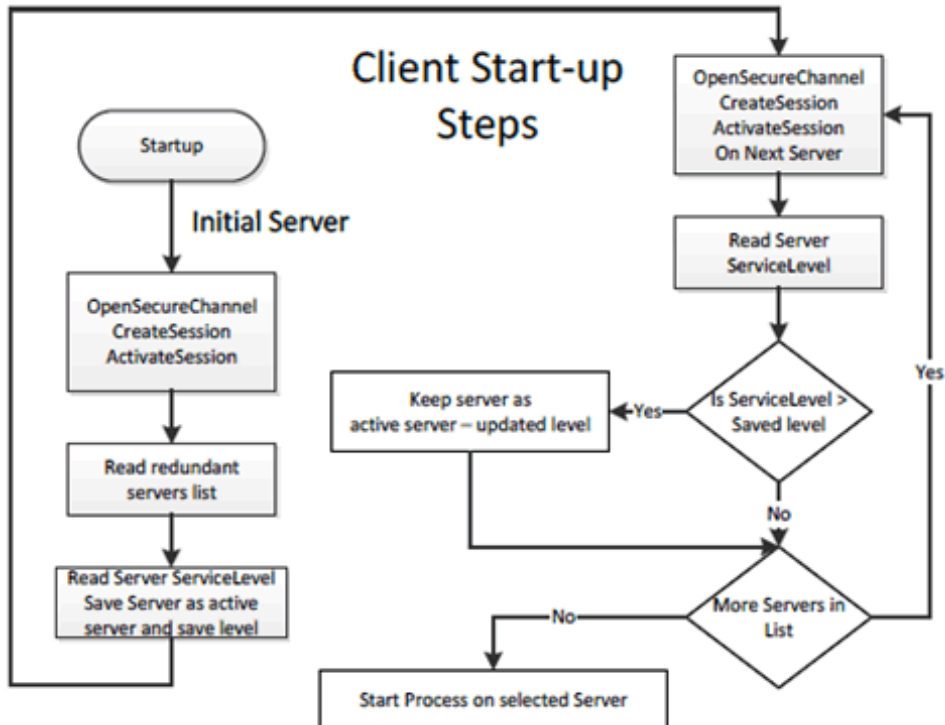 Client Start-up
Steps
Startup
Initial Server
OpenSecureChannel
CreateSession
ActivateSession
Read redundant
servers list
Read Server ServiceLevel
Save Server as active
server and save level
OpenSecureChannel
CreateSession
ActivateSession
On Next Server
Read Server
ServiceLevel
Is ServiceLevel >
Saved level
Yes
Keep server as
active server – updated level
No
More Servers in
List
Yes
No
Start Process on selected Server